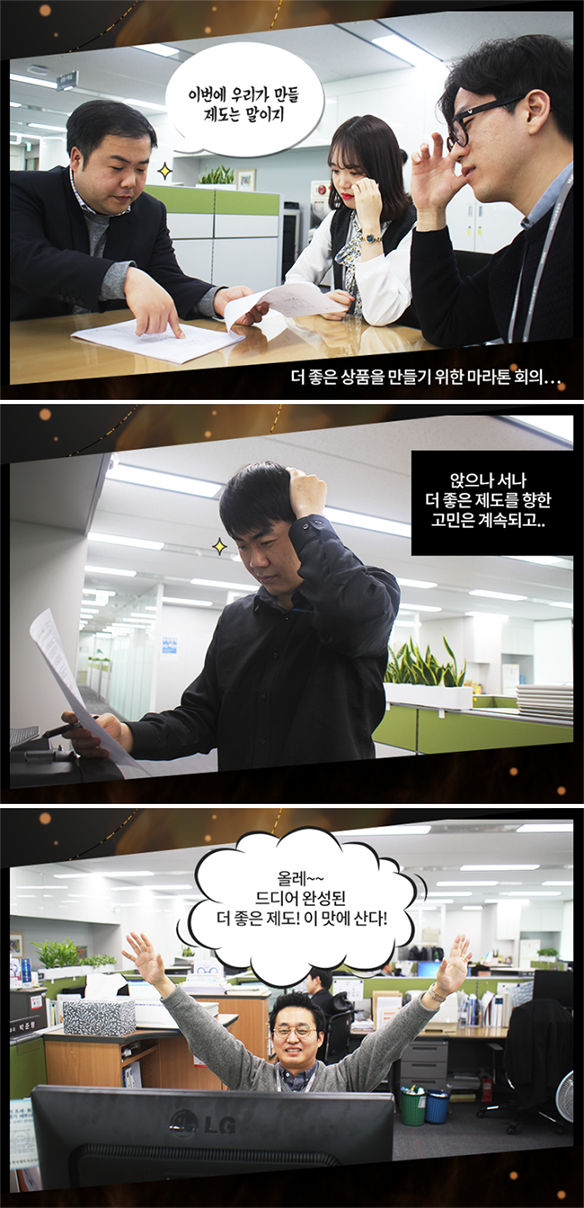 이번에 우리가 만들
제도는 말이지
더 좋은 상품을 만들기 위한 마라톤 회의...
앉으나 서나
더 좋은 제도를 향한
고민은 계속되고..
올레~~
드디어 완성된
더 좋은 제도! 이 맛에 산다!
박준형
LG